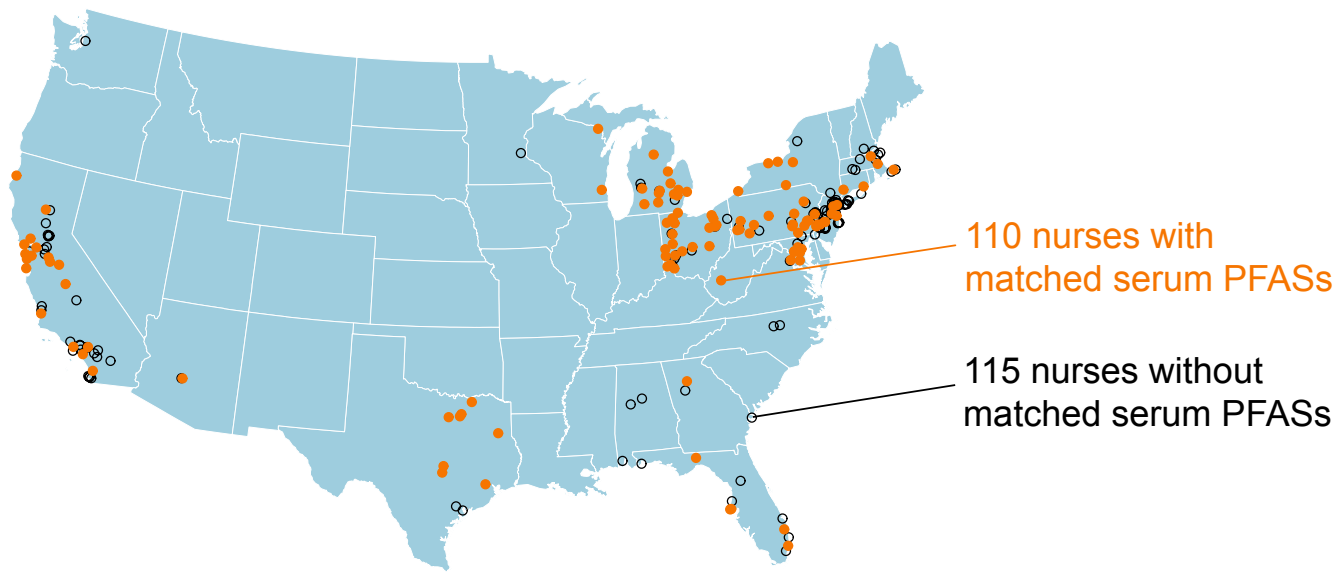 110 nurses with
matched serum PFASs
115 nurses without
matched serum PFASs